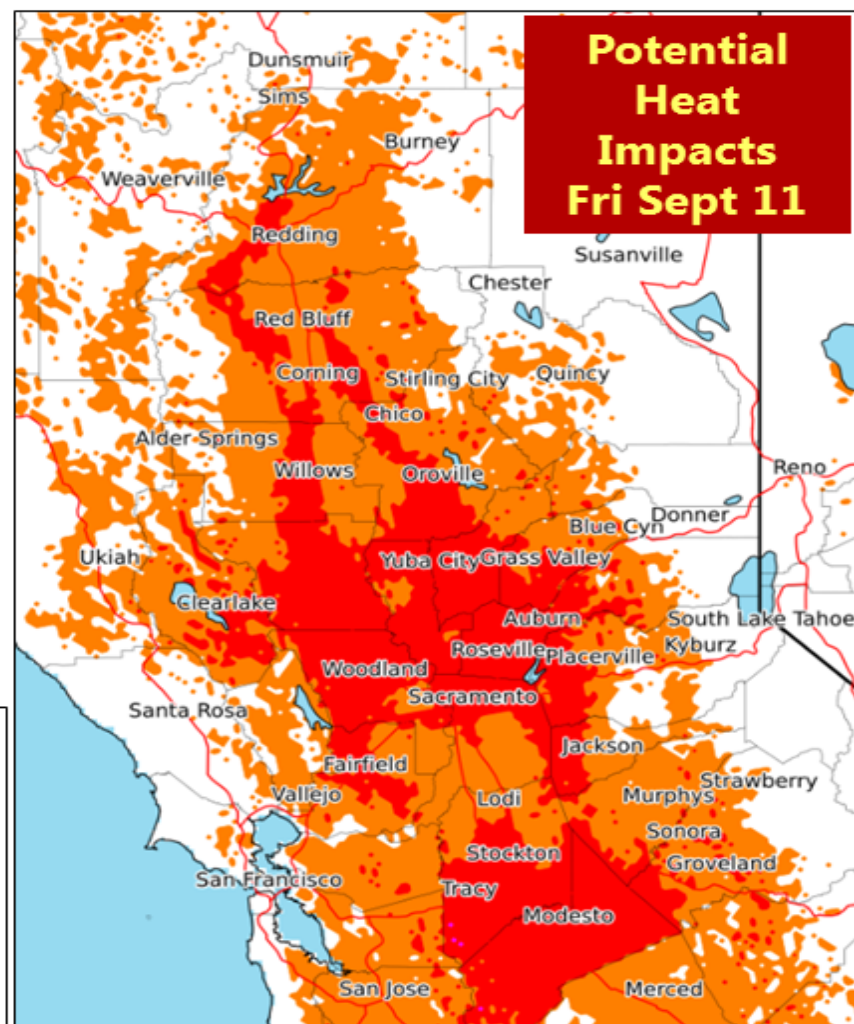 Potential
Heat
Impacts
Fri Sept 11
Dunsmuir
Sims
Burney
Weaverville
Redding
Susanville
Chester
Red Bluff
Corning
Stirling City
Quincy
Chico
Alder Springs
Willows
Oroville
Reno
Donner
Blue Cyn
Ukiah
Yuba City
Grass Valley
Clearlake
Auburn
South Lake Tahoe
Kyburz
Roseville
Placerville
Woodland
Sacramento
Santa Rosa
Jackson
Fairfield
Strawberry
Vallejo
Lodi
Murphys
Sonora
Stockton
Groveland
San Francisco
Tracy
Modesto
San Jose
Merced